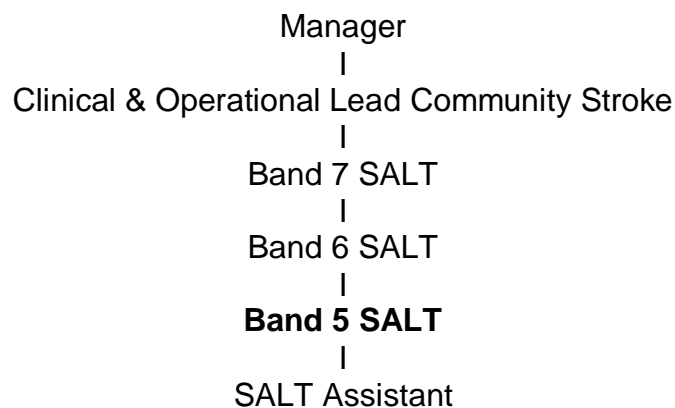 Manager
|
Clinical & Operational Lead Community Stroke
|
Band 7 SALT
|
Band 6 SALT
|
Band 5 SALT
|
SALT Assistant